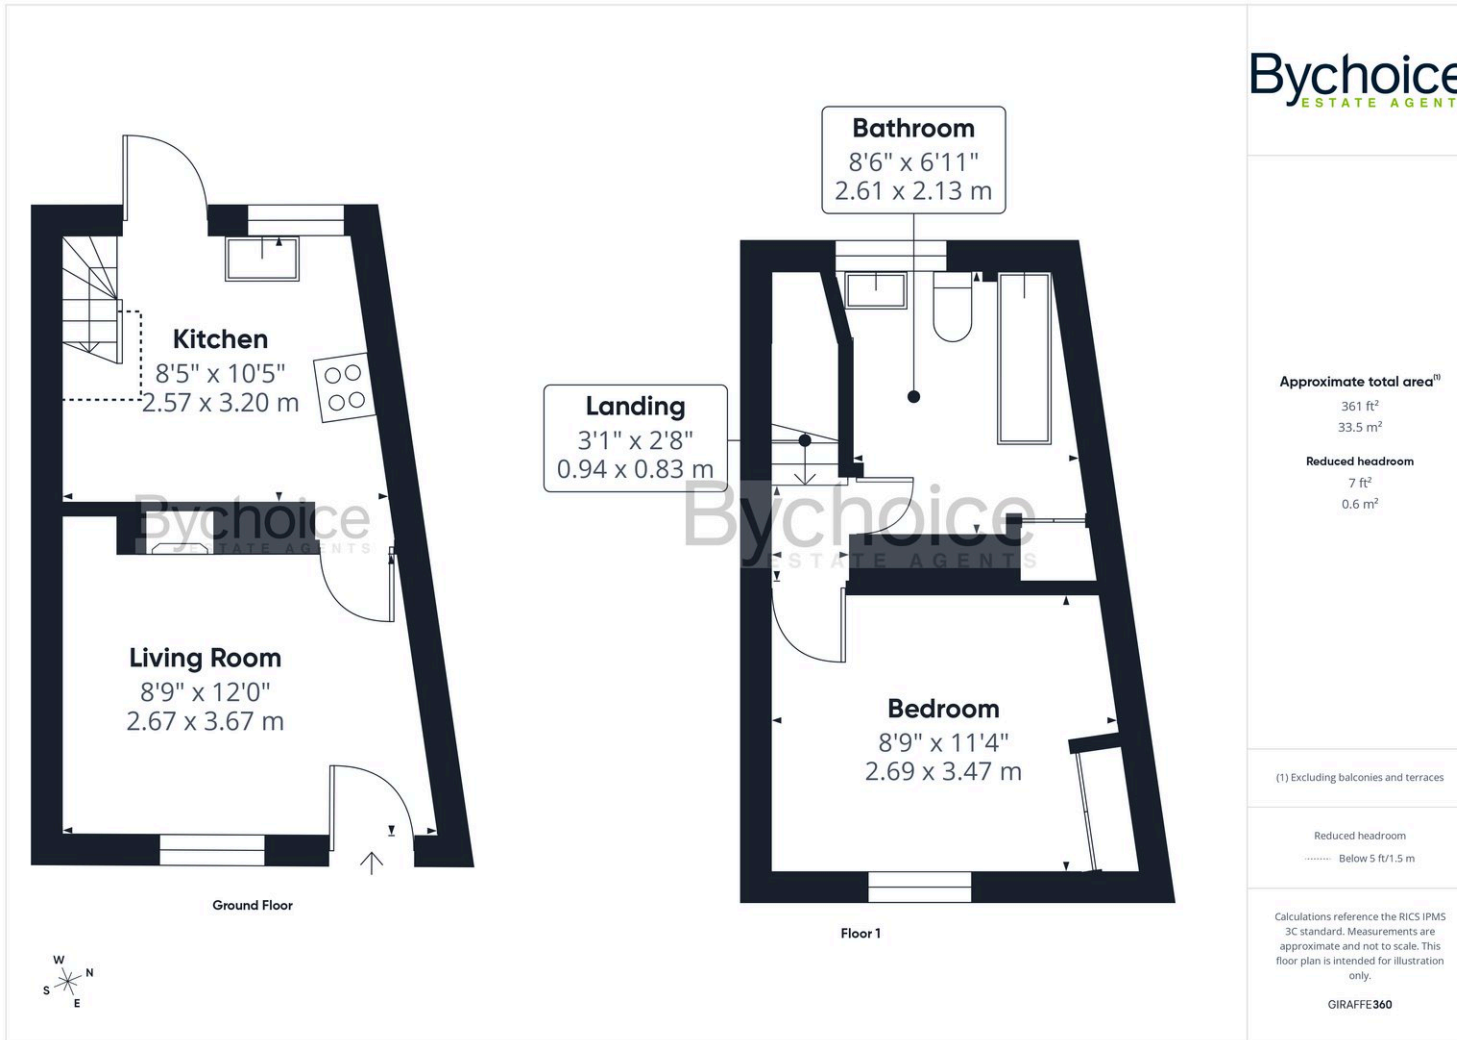 Bychoice
ESTATE AGENT
Bathroom
8'6" x 6'11"
2.61 x 2.13 m
Kitchen
8'5" x 10'5"
2.57 x 3.20 m
Landing
3'1" x 2'8"
0.94 x 0.83 m
Bychoice
ESTATE AGENTS
Bychoice
ESTATE AGENTS
Living Room
8'9" x 12'0"
2.67 x 3.67 m
Bedroom
8'9" x 11'4"
2.69 x 3.47 m
Ground Floor
Floor 1
W
N
S
E
Approximate total area(1)
361 ft²
33.5 m²
Reduced headroom
7 ft²
0.6 m²
(1) Excluding balconies and terraces
Reduced headroom
Below 5 ft/1.5 m
Calculations reference the RICS IPMS
3C standard. Measurements are
approximate and not to scale. This
floor plan is intended for illustration
only.
GIRAFFE360